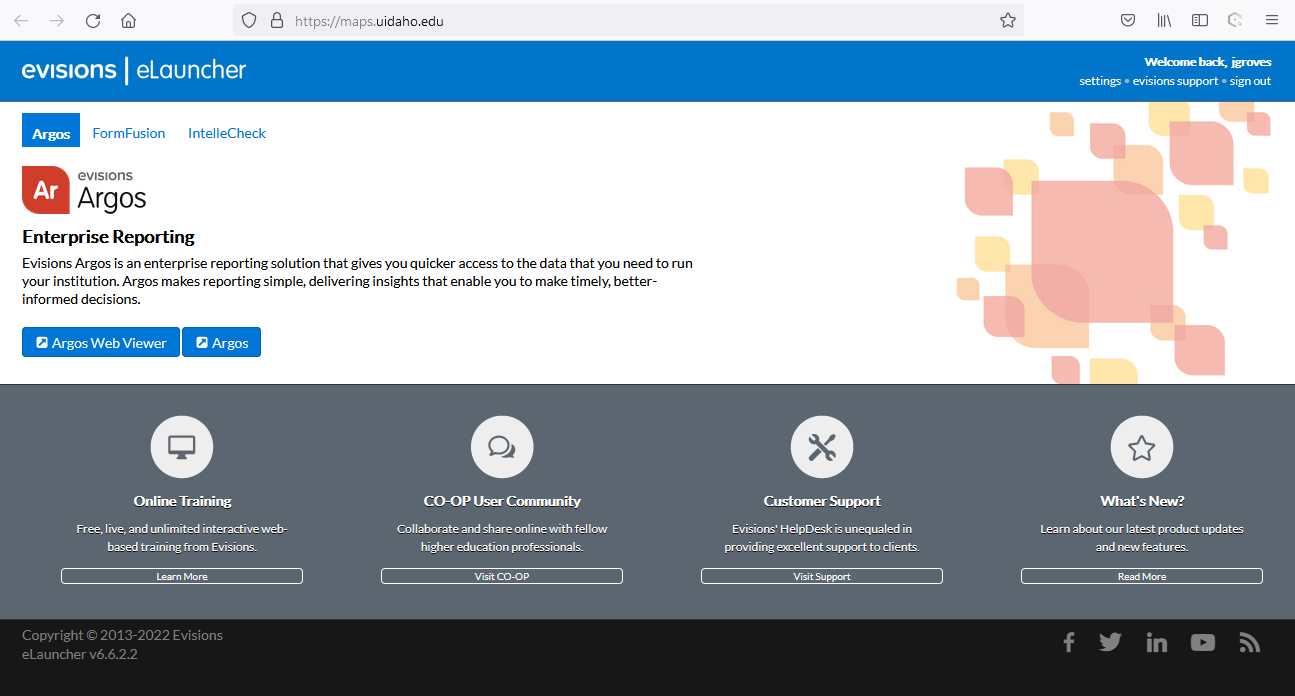 https://maps.uidaho.edu
evisions | eLauncher
Welcome back, jgroves
settings • evisions support • sign out
Argos
FormFusion
IntelleCheck
Ar
evisions
Argos
Enterprise Reporting
Evisions Argos is an enterprise reporting solution that gives you quicker access to the data that you need to run
your institution. Argos makes reporting simple, delivering insights that enable you to make timely, better-
informed decisions.
Argos Web Viewer
Argos
Online Training
Free, live, and unlimited interactive web-
based training from Evisions.
Learn More
CO-OP User Community
Collaborate and share online with fellow
higher education professionals.
Visit CO-OP
Customer Support
Evisions' HelpDesk is unequaled in
providing excellent support to clients.
Visit Support
What's New?
Learn about our latest product updates
and new features.
Read More
Copyright © 2013-2022 Evisions
eLauncher v6.6.2.2